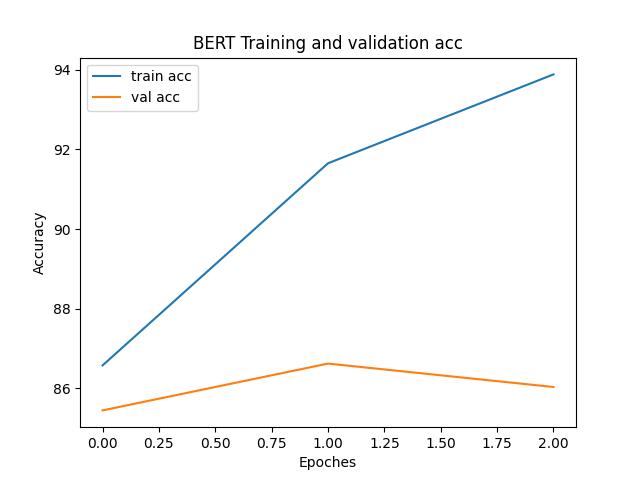 BERT Training and validation acc
train acc
val acc
94
92
90
88
86
Accuracy
0.00 0.25 0.50 0.75 1.00 1.25 1.50 1.75 2.00
Epoches